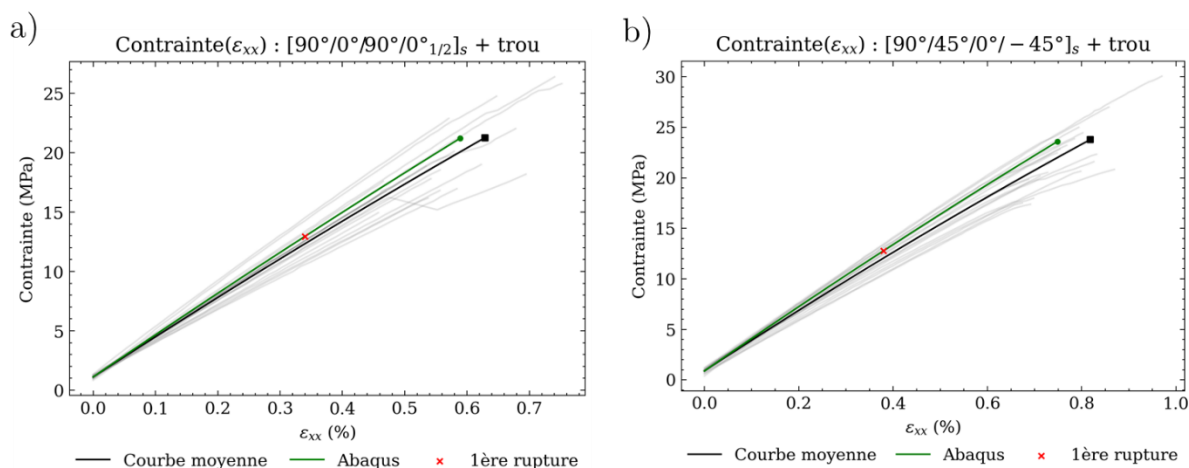 a)
Contrainte(εxx) : [90°/0°/90°/0°1/2]s + trou
Contrainte (MPa)
25
20
15
10
5
0
0.0 0.1 0.2 0.3 0.4 0.5 0.6 0.7
εxx (%)
Courbe moyenne Abaqus 1ère rupture
b)
Contrainte(εxx) : [90°/45°/0°/ − 45°]s + trou
Contrainte (MPa)
30
25
20
15
10
5
0
0.0 0.2 0.4 0.6 0.8 1.0
εxx (%)
Courbe moyenne Abaqus 1ère rupture